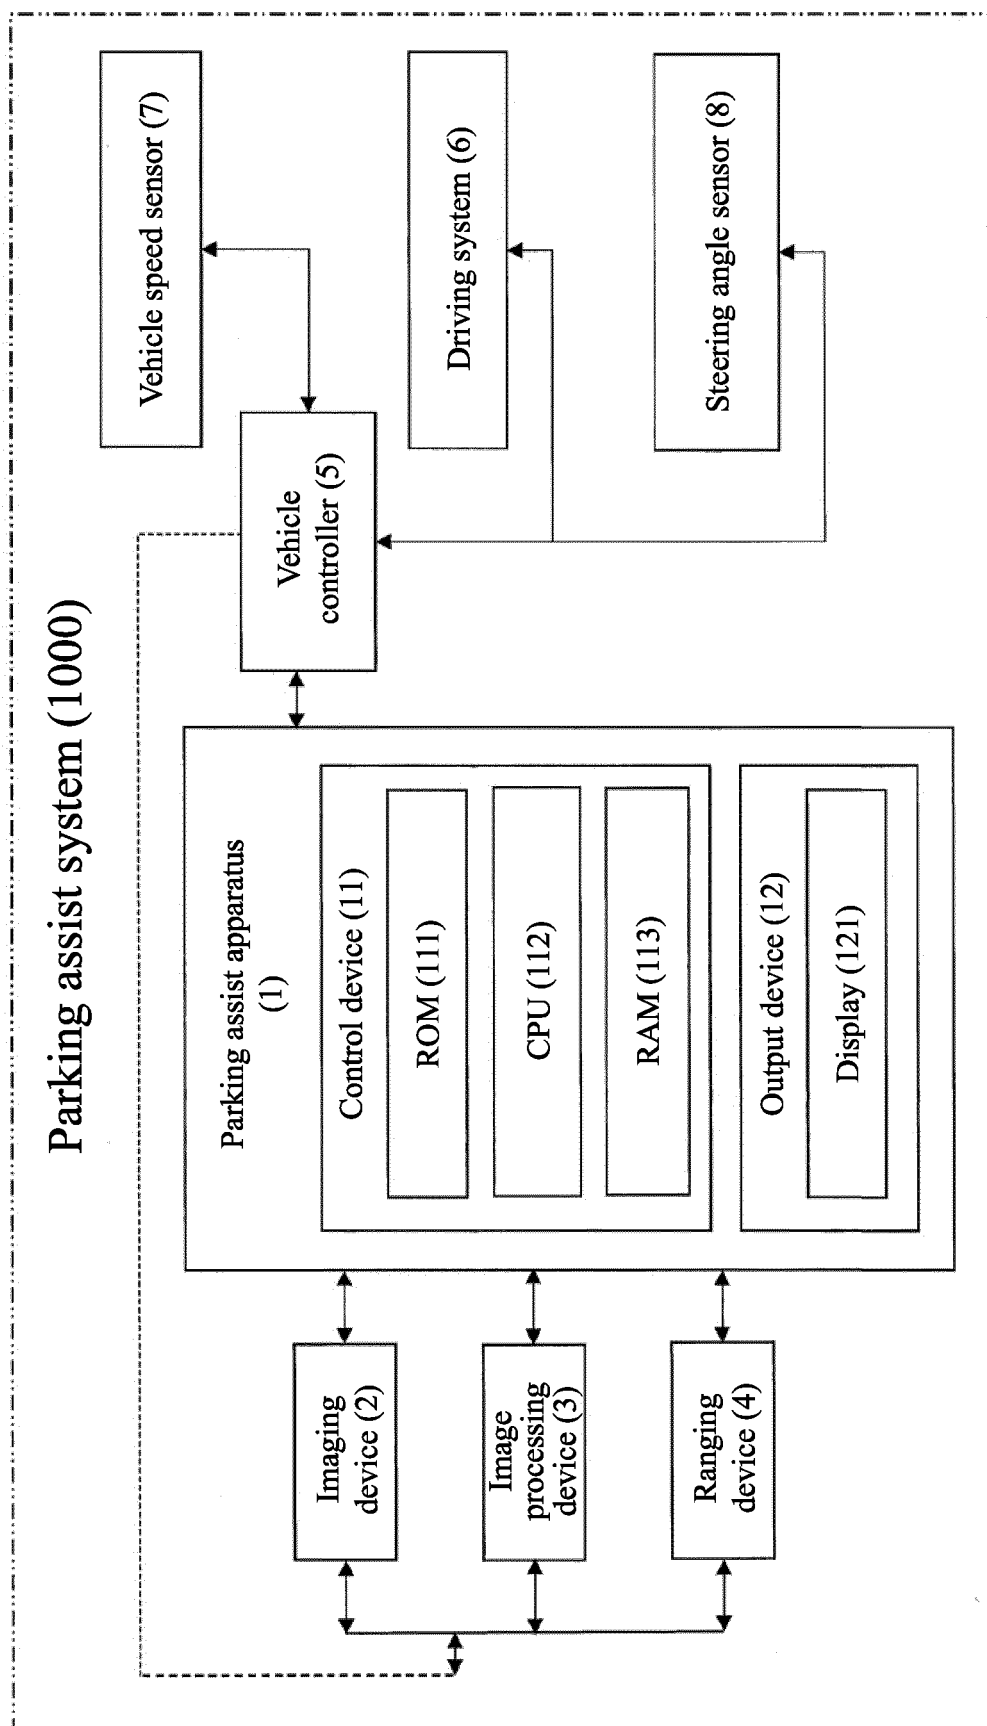 Parking assist system (1000)
Imaging
device (2)
Image
processing
device (3)
Ranging
device (4)
Parking assist apparatus
(1)
Control device (11)
ROM (111)
CPU (112)
RAM (113)
Output device (12)
Display (121)
Vehicle
controller (5)
Vehicle speed sensor (7)
Driving system (6)
Steering angle sensor (8)